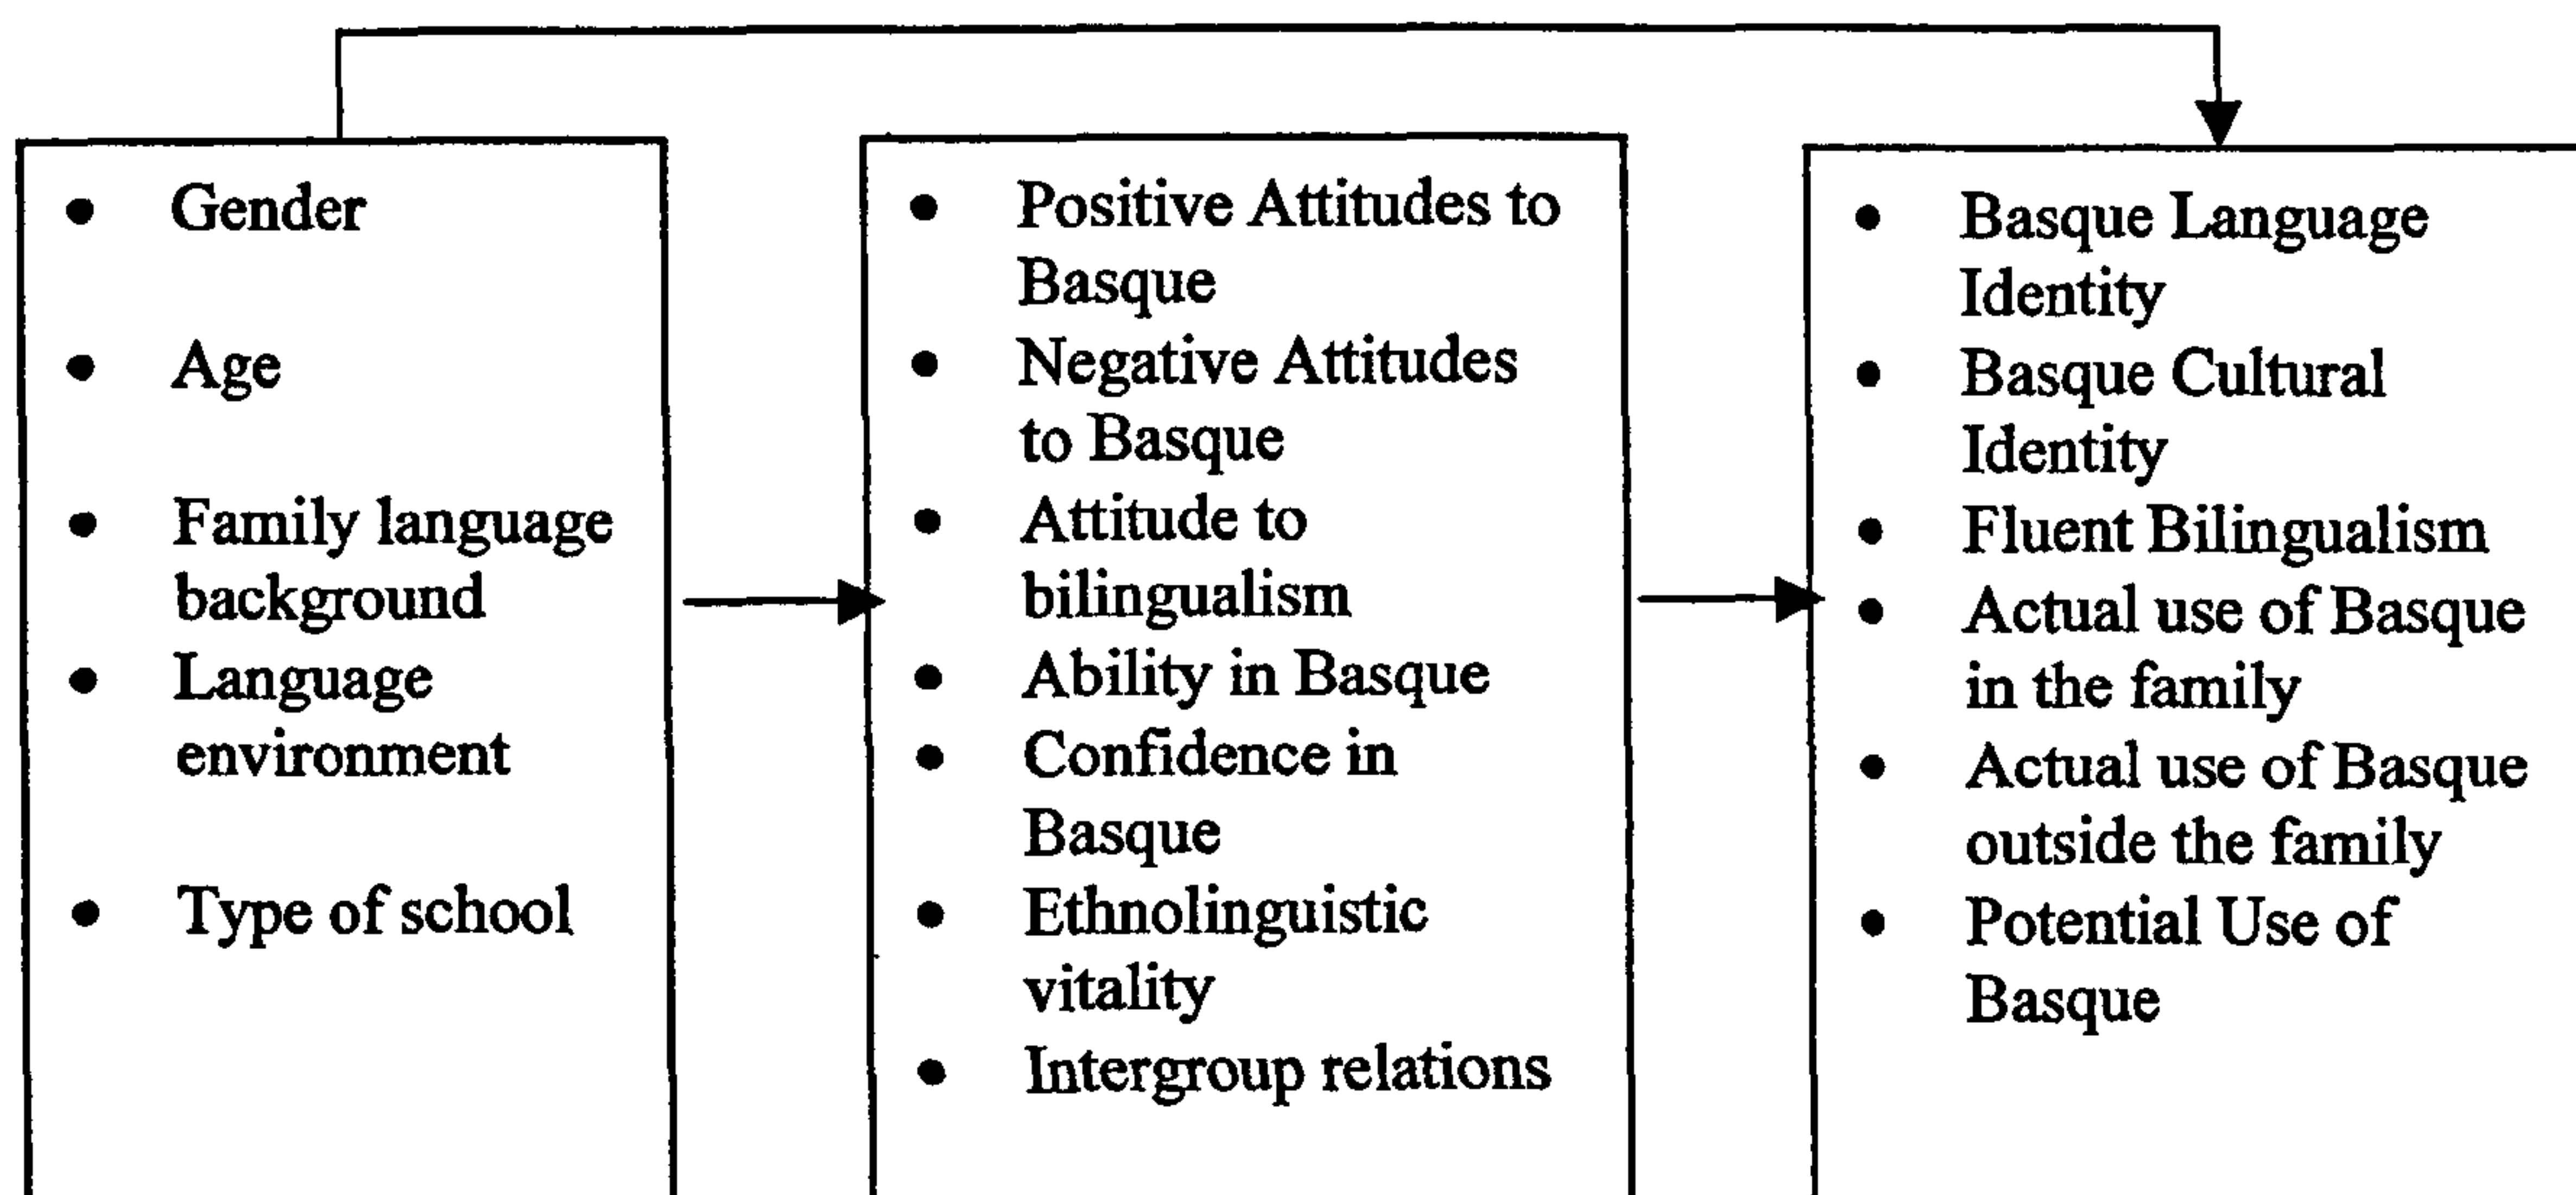 • Gender
• Age
• Family language
background
• Language
environment
• Type of school
• Positive Attitudes to
Basque
• Negative Attitudes
to Basque
• Attitude to
bilingualism
• Ability in Basque
• Confidence in
Basque
• Ethnolinguistic
vitality
• Intergroup relations
• Basque Language
Identity
• Basque Cultural
Identity
• Fluent Bilingualism
• Actual use of Basque
in the family
• Actual use of Basque
outside the family
• Potential Use of
Basque